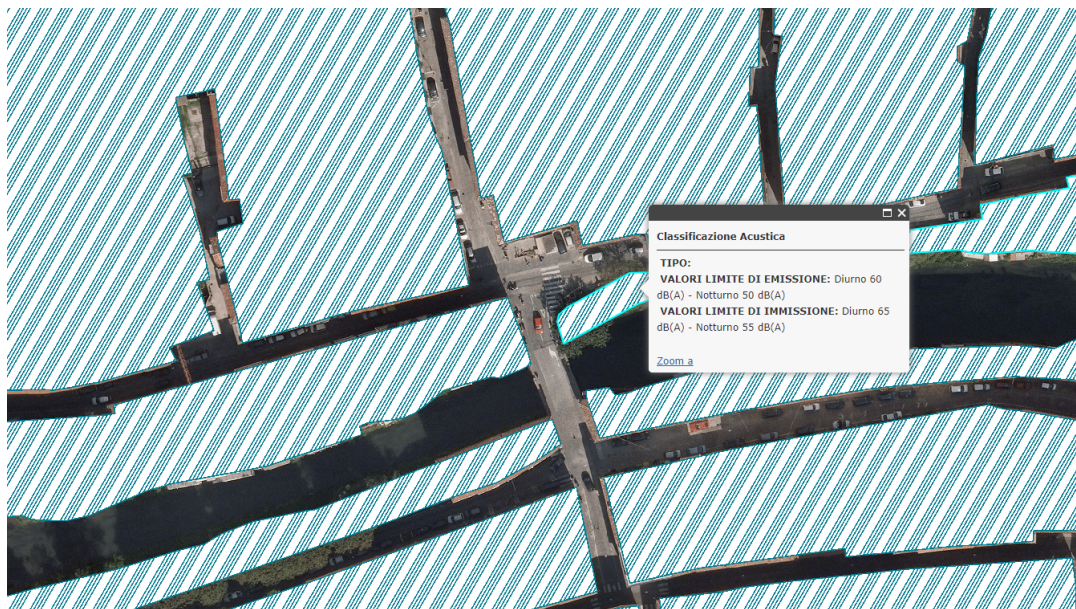 Classificazione Acustica
TIPO:
VALORI LIMITE DI EMISSIONE: Diurno 60
dB(A) - Notturno 50 dB(A)
VALORI LIMITE DI IMMISSIONE: Diurno 65
dB(A) - Notturno 55 dB(A)
Zoom a